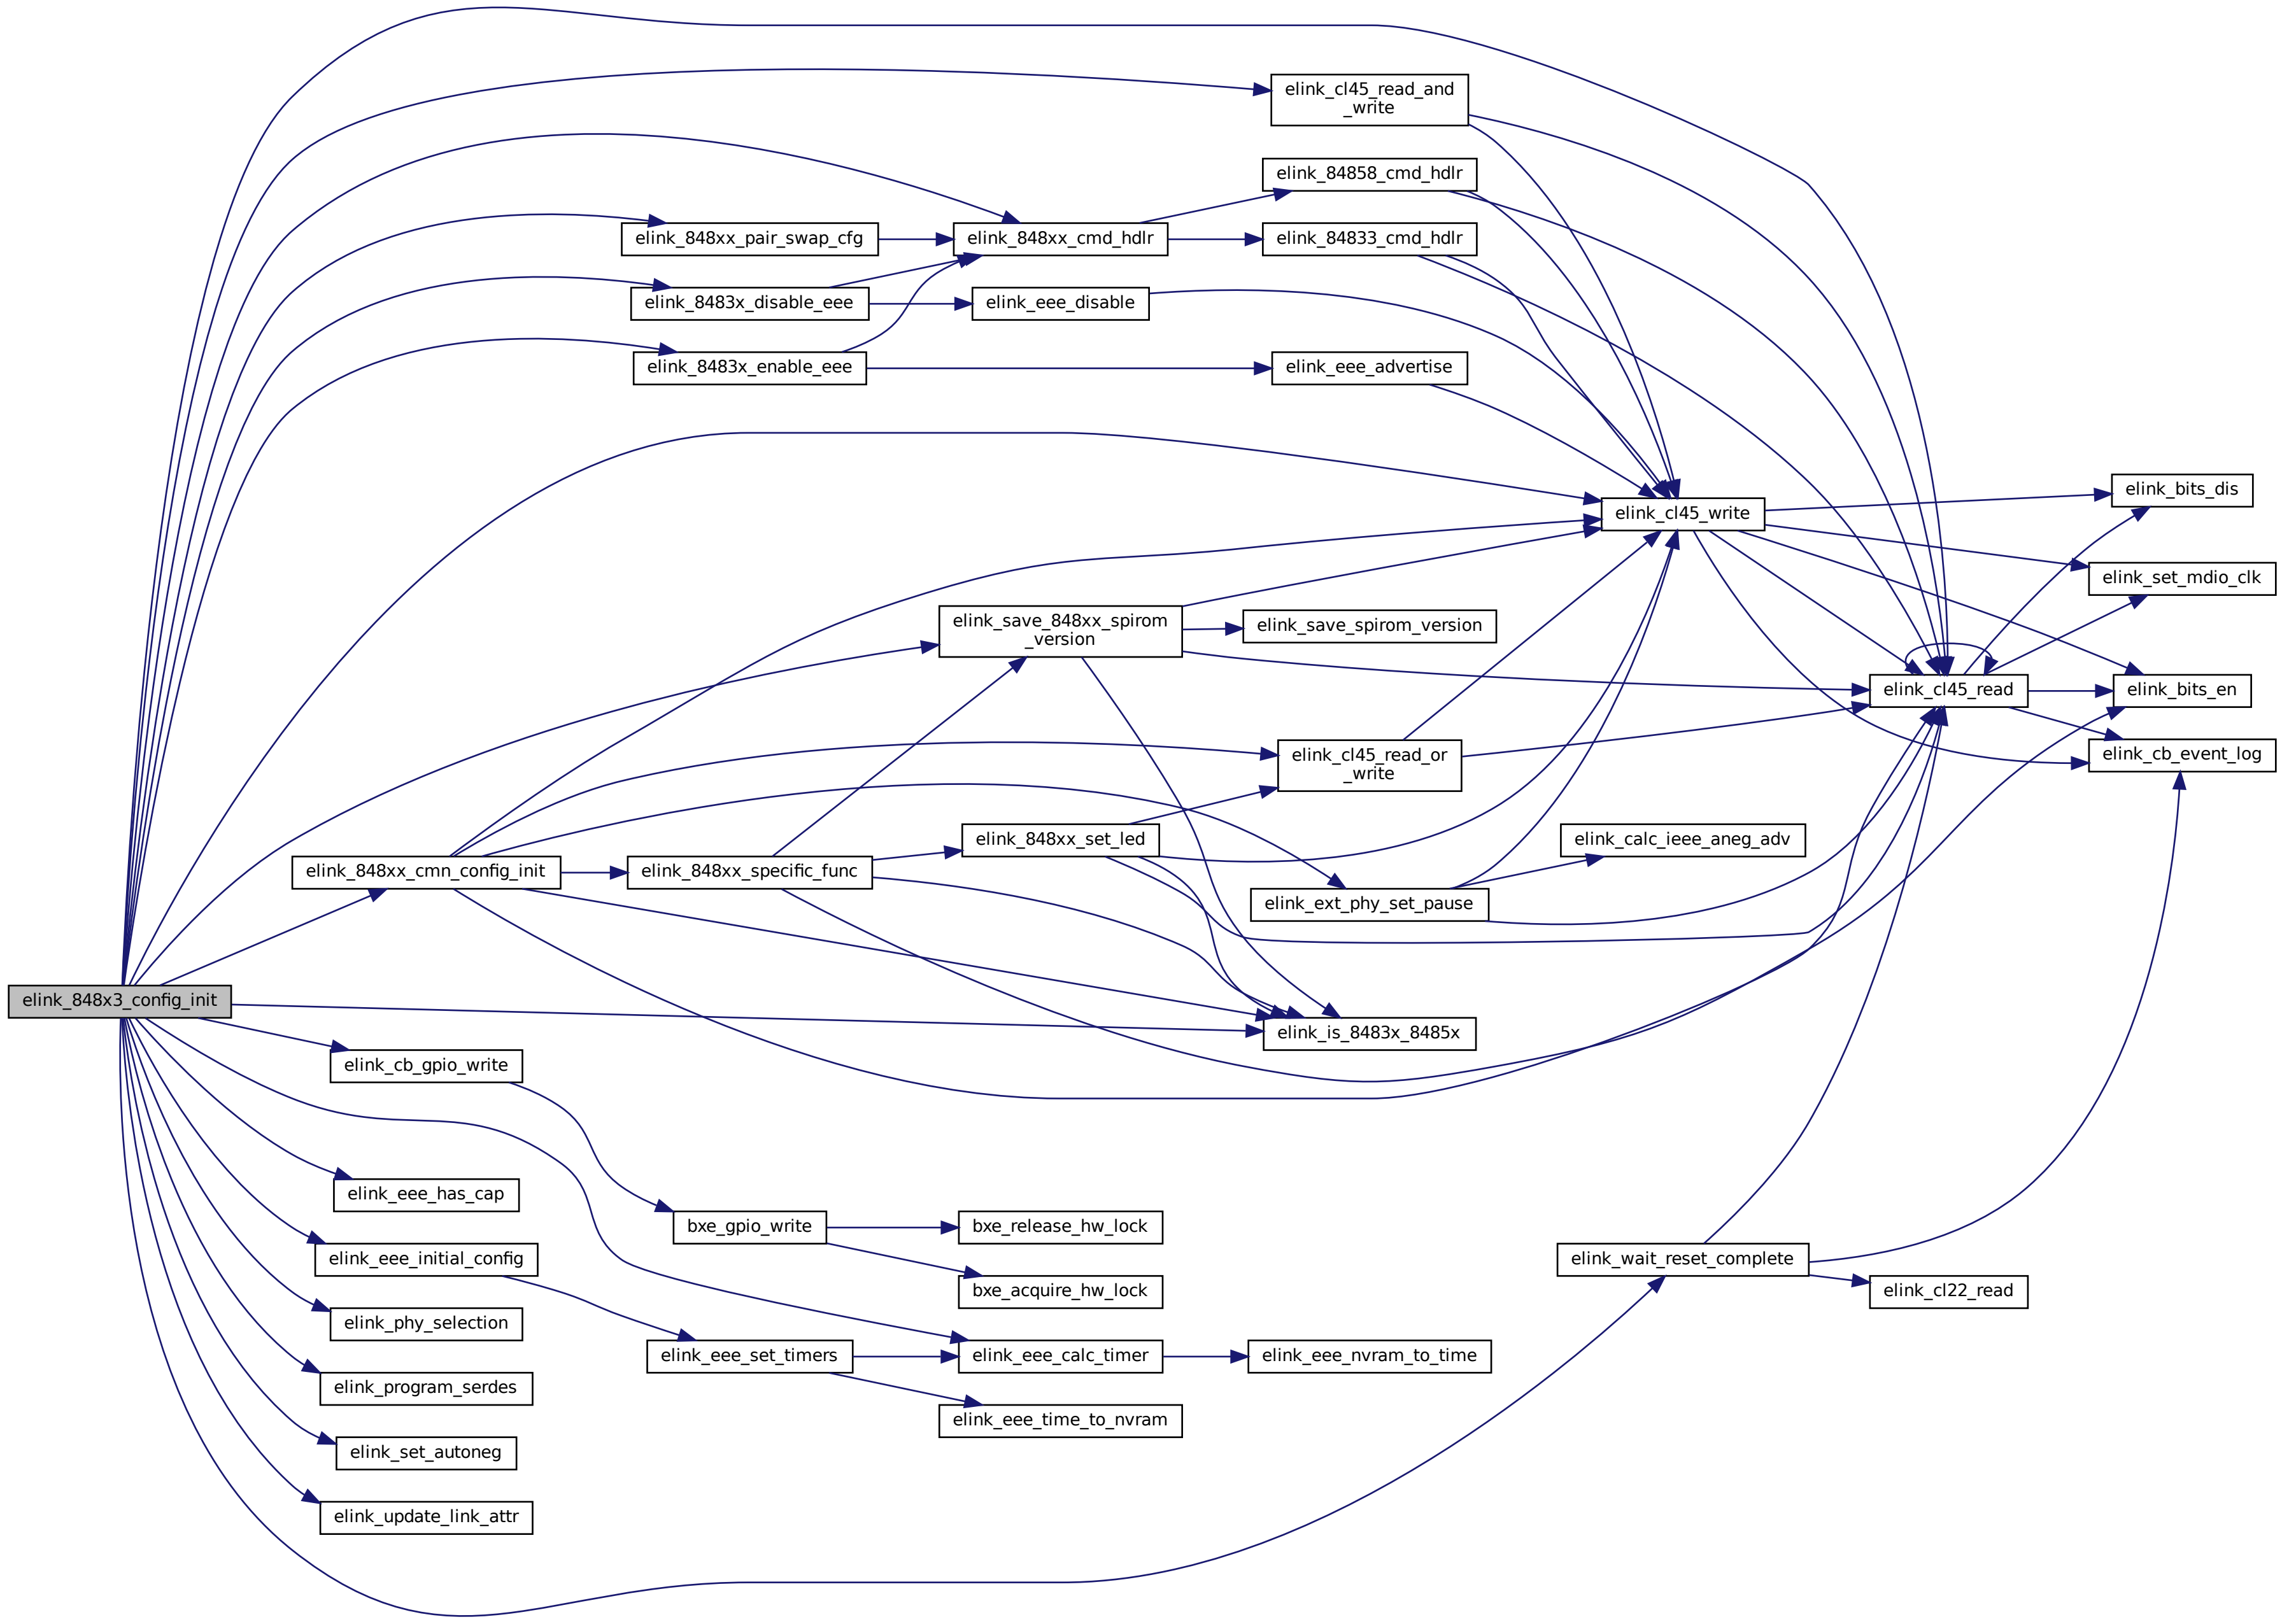 elink_cl45_read_and
_write
elink_84858_cmd_hdlr
elink_848xx_pair_swap_cfg
elink_848xx_cmd_hdlr
elink_84833_cmd_hdlr
elink_8483x_disable_eee
elink_eee_disable
elink_8483x_enable_eee
elink_eee_advertise
elink_bits_dis
elink_cl45_write
elink_set_mdio_clk
elink_save_848xx_spirom
_version
elink_save_spirom_version
elink_cl45_read
elink_bits_en
elink_cl45_read_or
_write
elink_cb_event_log
elink_848xx_set_led
elink_calc_ieee_aneg_adv
elink_848xx_cmn_config_init
elink_848xx_specific_func
elink_ext_phy_set_pause
elink_848x3_config_init
elink_is_8483x_8485x
elink_cb_gpio_write
elink_eee_has_cap
bxe_gpio_write
bxe_release_hw_lock
elink_eee_initial_config
elink_wait_reset_complete
bxe_acquire_hw_lock
elink_cl22_read
elink_phy_selection
elink_eee_set_timers
elink_eee_calc_timer
elink_eee_nvram_to_time
elink_program_serdes
elink_eee_time_to_nvram
elink_set_autoneg
elink_update_link_attr